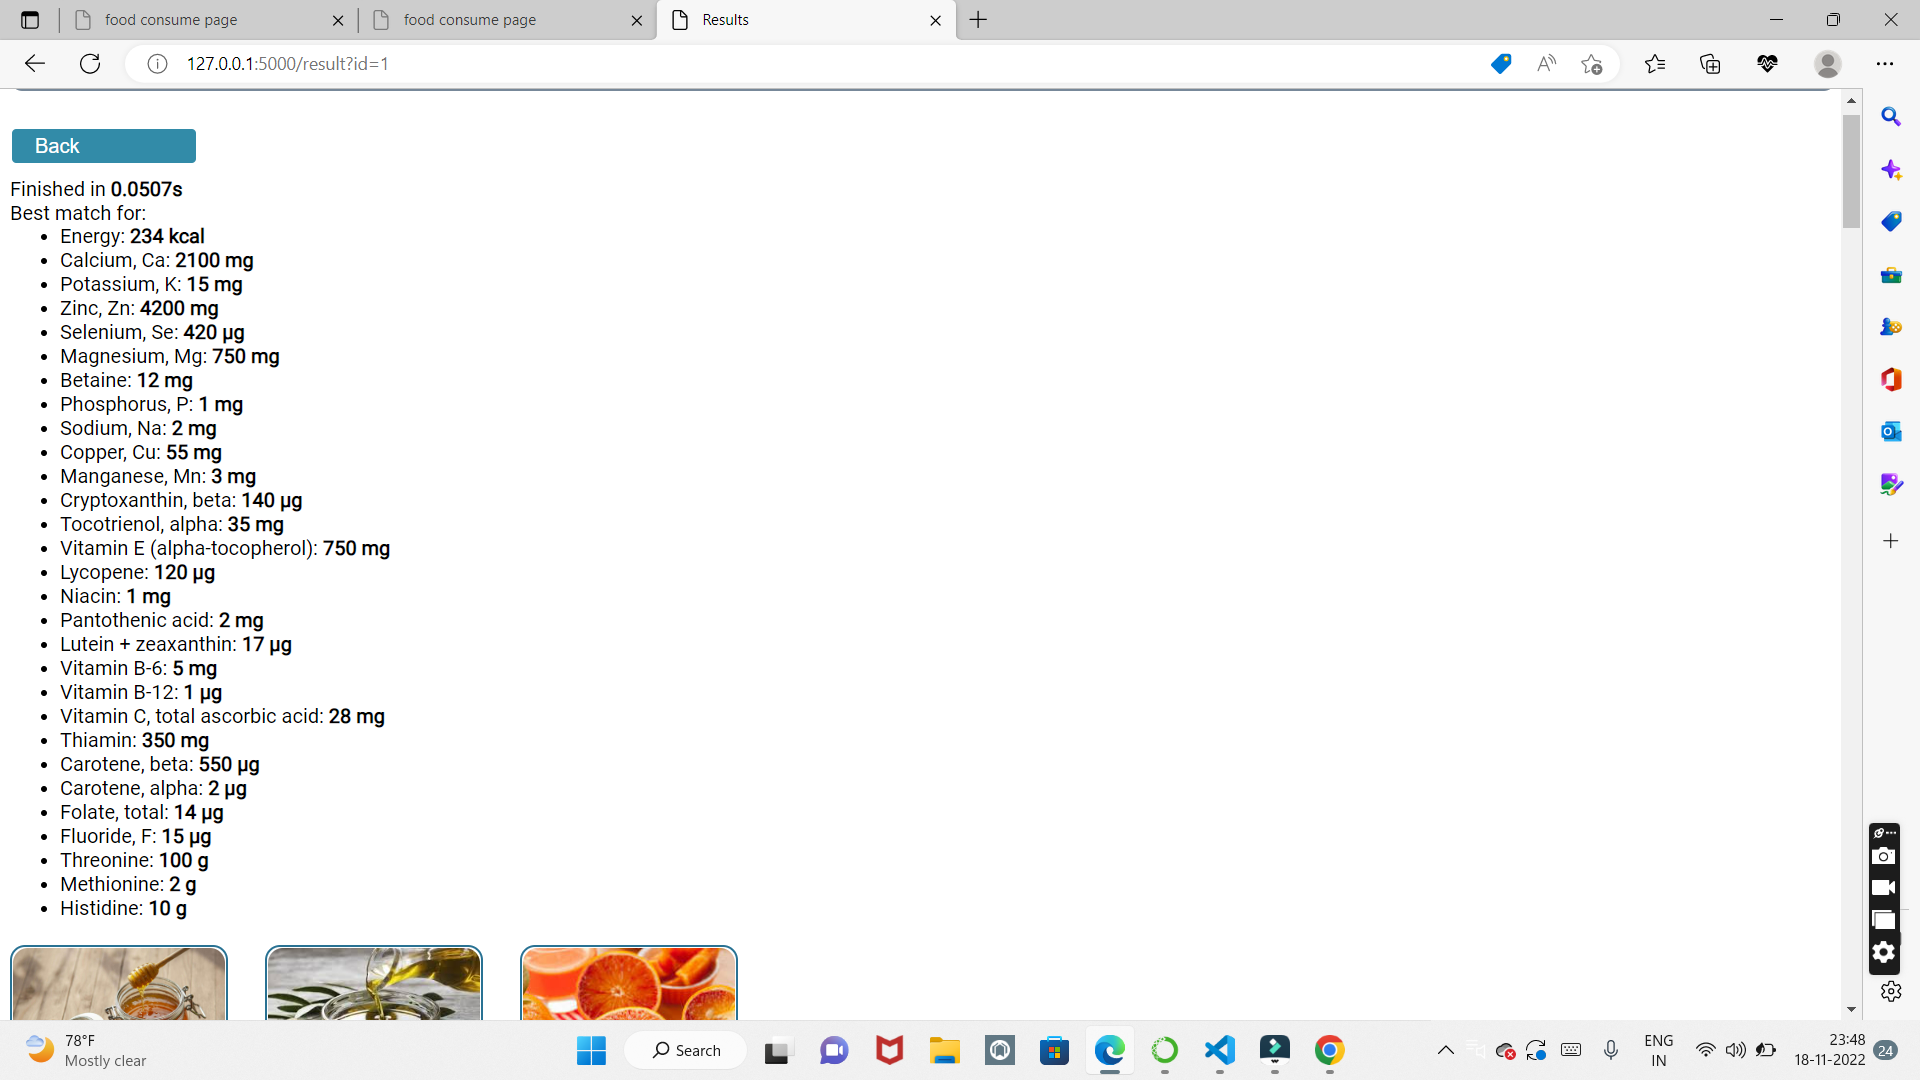 food consume page
food consume page
Results
127.0.0.1:5000/result?id=1
Back
Finished in 0.0507s
Best match for:
• Energy: 234 kcal
• Calcium, Ca: 2100 mg
• Potassium, K: 15 mg
• Zinc, Zn: 4200 mg
• Selenium, Se: 420 µg
• Magnesium, Mg: 750 mg
• Betaine: 12 mg
• Phosphorus, P: 1 mg
• Sodium, Na: 2 mg
• Copper, Cu: 55 mg
• Manganese, Mn: 3 mg
• Cryptoxanthin, beta: 140 µg
• Tocotrienol, alpha: 35 mg
• Vitamin E (alpha-tocopherol): 750 mg
• Lycopene: 120 µg
• Niacin: 1 mg
• Pantothenic acid: 2 mg
• Lutein + zeaxanthin: 17 µg
• Vitamin B-6: 5 mg
• Vitamin B-12: 1 µg
• Vitamin C, total ascorbic acid: 28 mg
• Thiamin: 350 mg
• Carotene, beta: 550 µg
• Carotene, alpha: 2 µg
• Folate, total: 14 µg
• Fluoride, F: 15 µg
• Threonine: 100 g
• Methionine: 2 g
• Histidine: 10 g
78°F
Mostly clear
Search
ENG
IN
23:48
18-11-2022
24